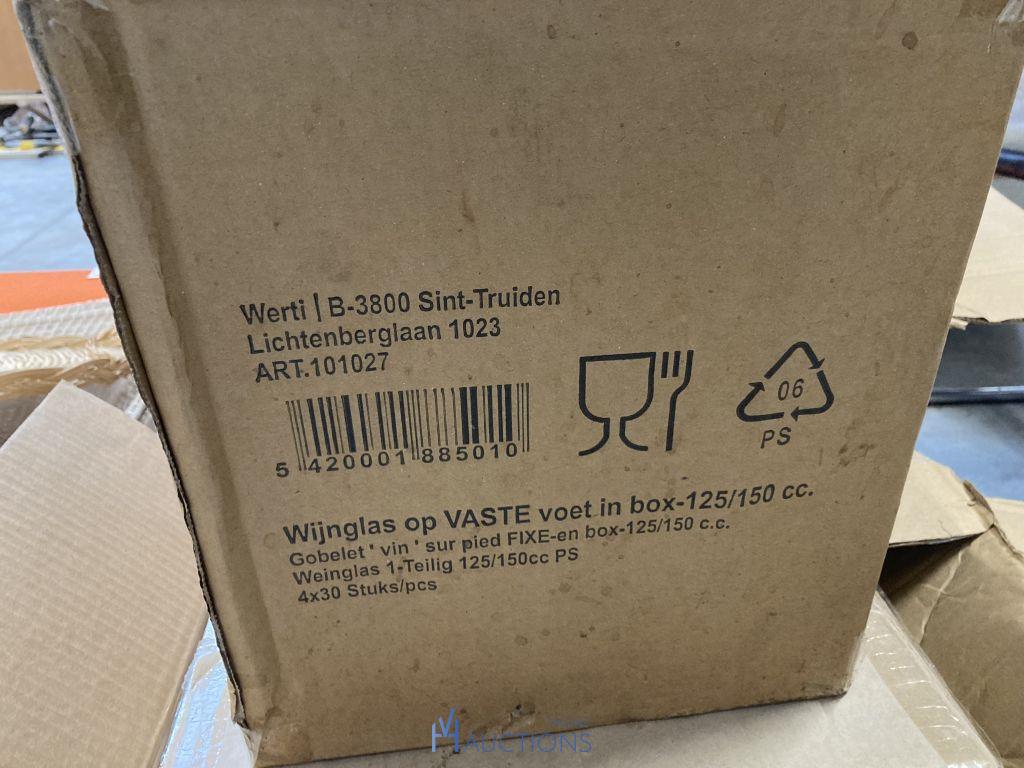 Werti | B-3800 Sint-Truiden
Lichtenberglaan 1023
ART.101027
5 420001 885010
06
PS
Wijnglas op VASTE voet in box-125/150 cc.
Gobelet ' vin ' sur pied FIXE-en box-125/150 c.c.
Weinglas 1-Teilig 125/150cc PS
4x30 Stuks/pcs
AUCTIONS